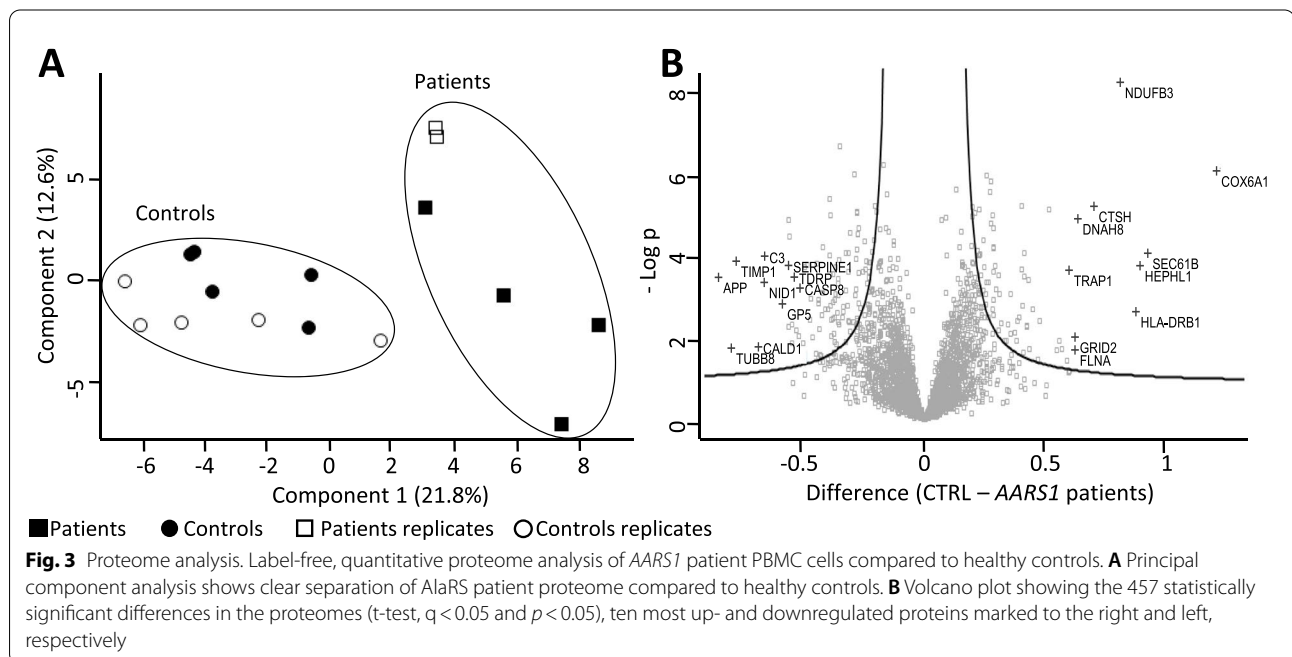 A
Patients
Controls
Component 2 (12.6%)
5
0
-5
-6 -4 -2 0 2 4 6 8
Component 1 (21.8%)
B
- Log p
8
6
4
2
0
NDUFB3
COX6A1
CTSH
DNAH8
SEC61B
HEPHL1
TRAP1
HLA-DRB1
GRID2
FLNA
C3
TIMP1
SERPINE1
TDRP
APP
NID1
CASP8
GP5
CALD1
TUBB8
-0.5 0 0.5 1
Difference (CTRL – AARS1 patients)
Patients Controls Patients replicates Controls replicates
Fig. 3 Proteome analysis. Label-free, quantitative proteome analysis of AARS1 patient PBMC cells compared to healthy controls. A Principal
component analysis shows clear separation of AlaRS patient proteome compared to healthy controls. B Volcano plot showing the 457 statistically
significant differences in the proteomes (t-test, q < 0.05 and p < 0.05), ten most up- and downregulated proteins marked to the right and left,
respectively